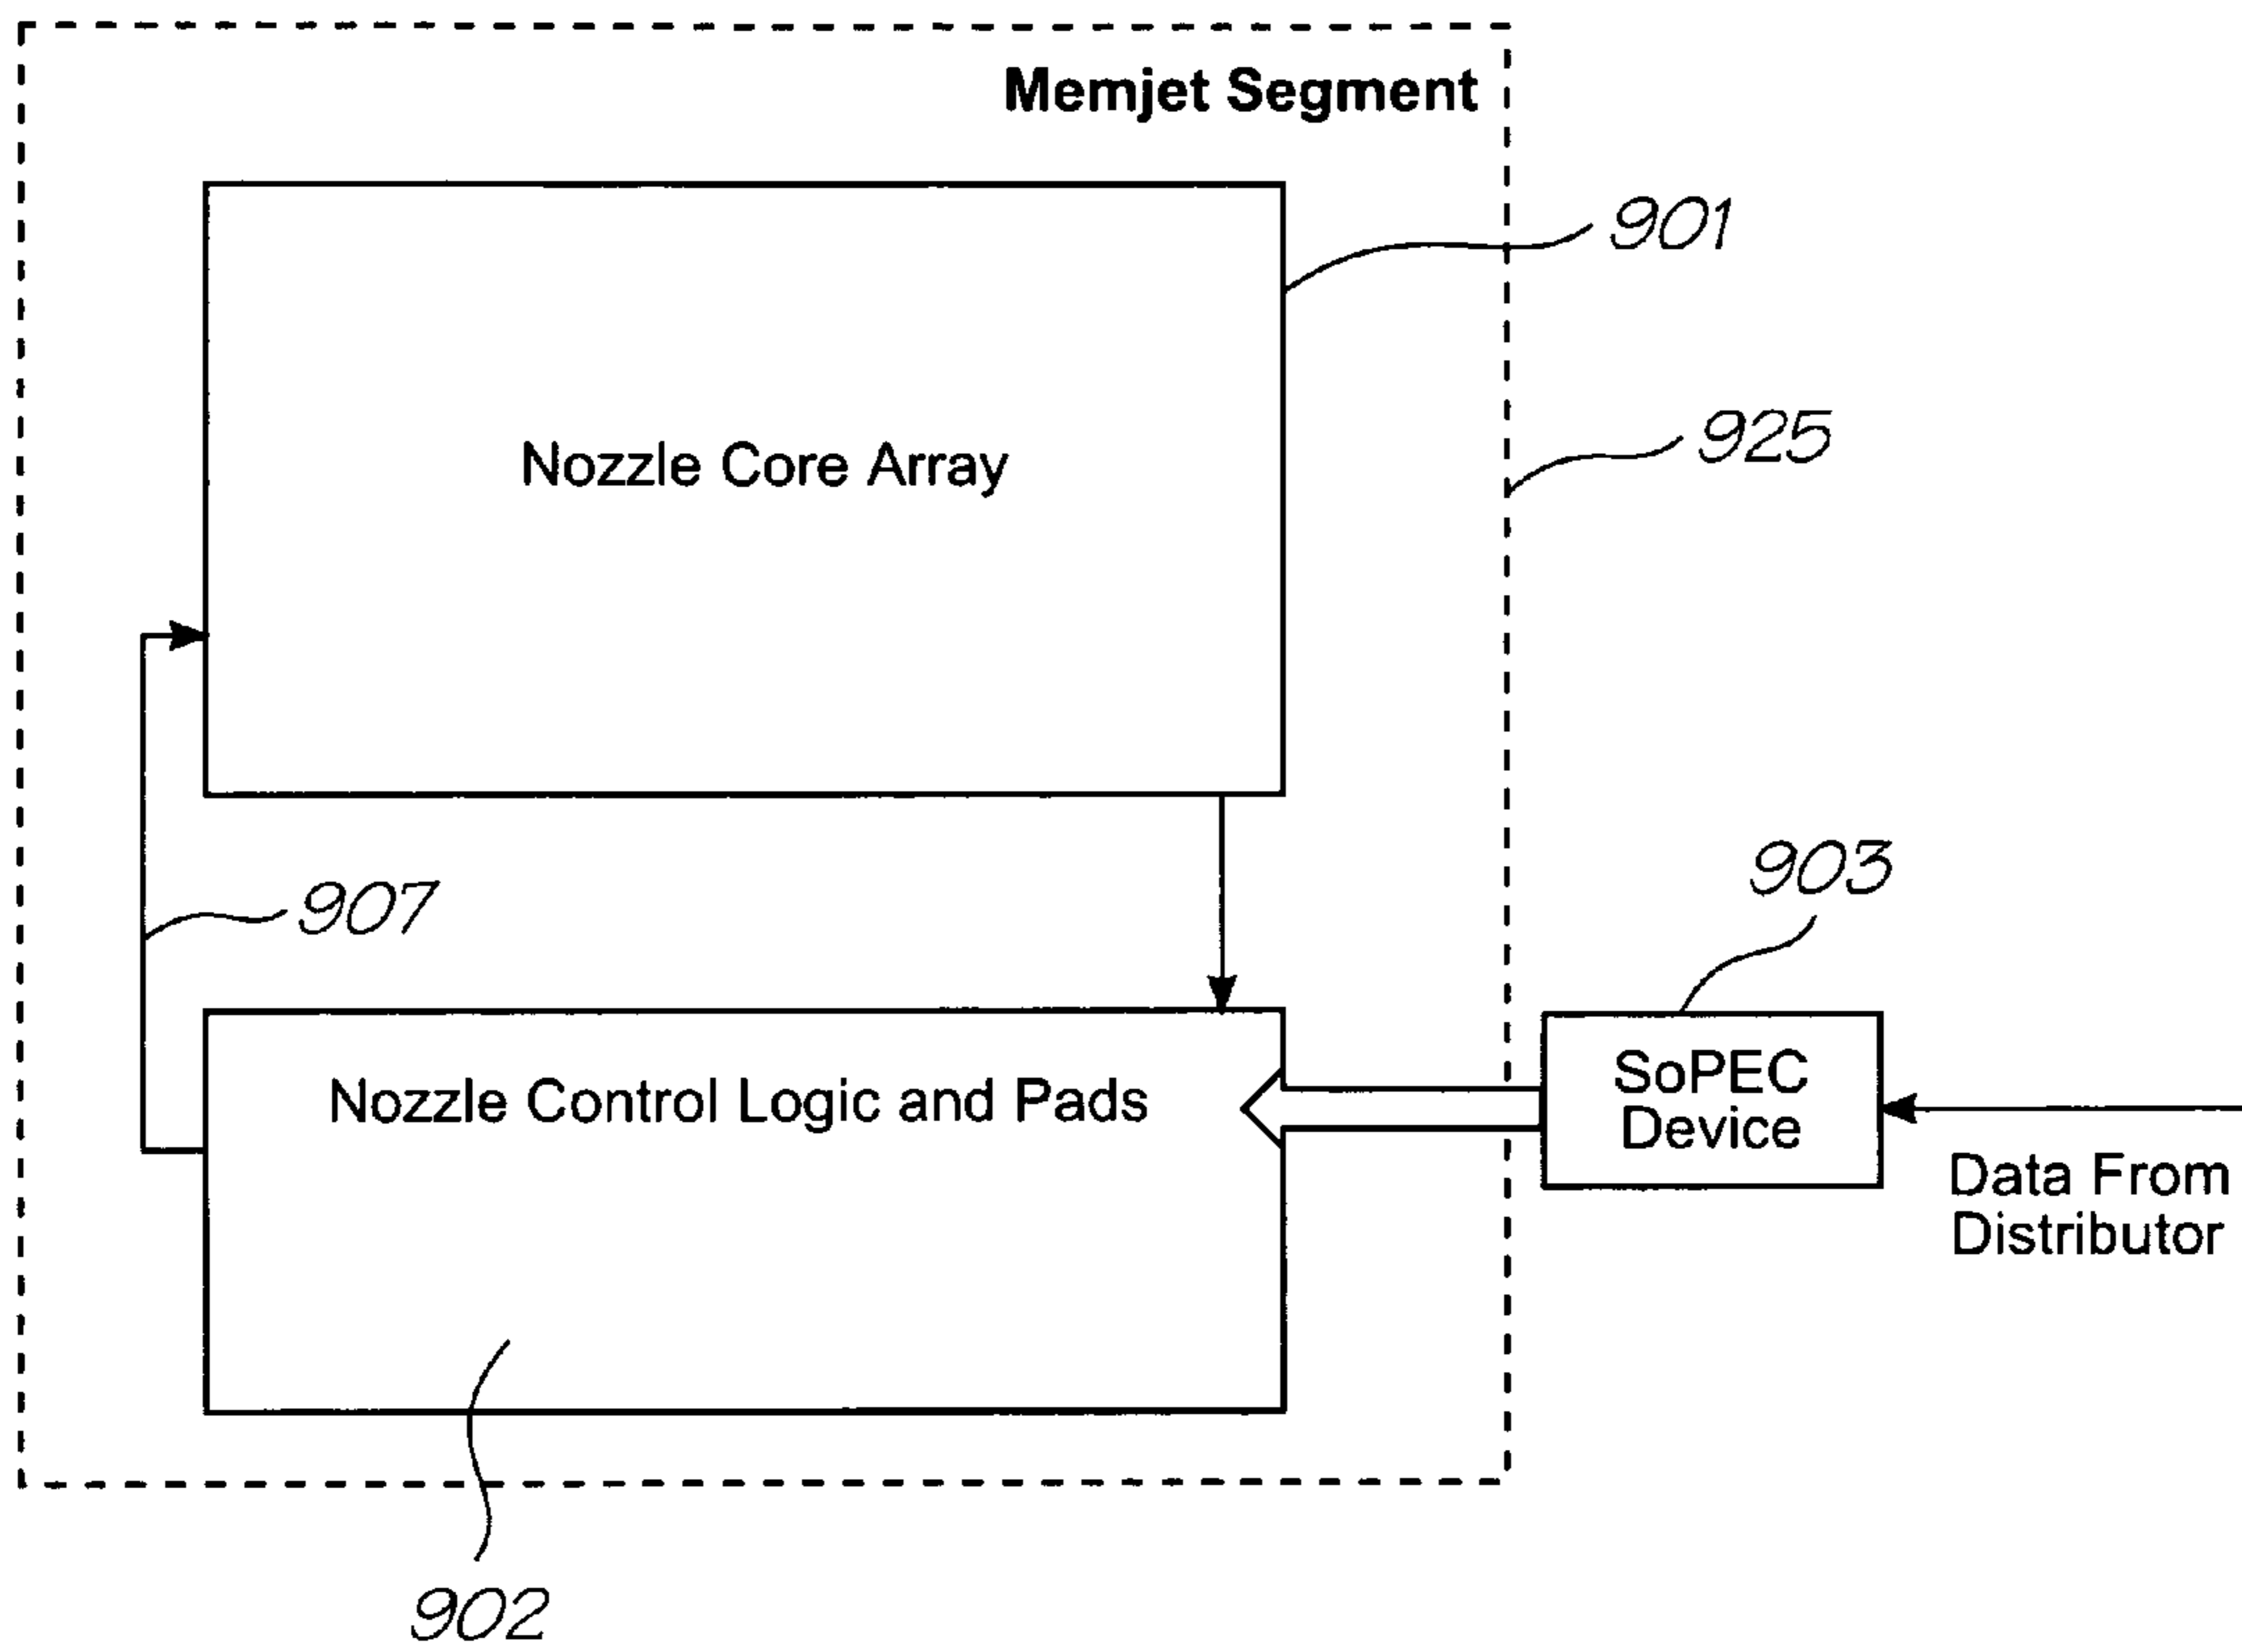 Memjet Segment
901
Nozzle Core Array
925
903
907
SoPEC
Device
Nozzle Control Logic and Pads
Data From
Distributor
902